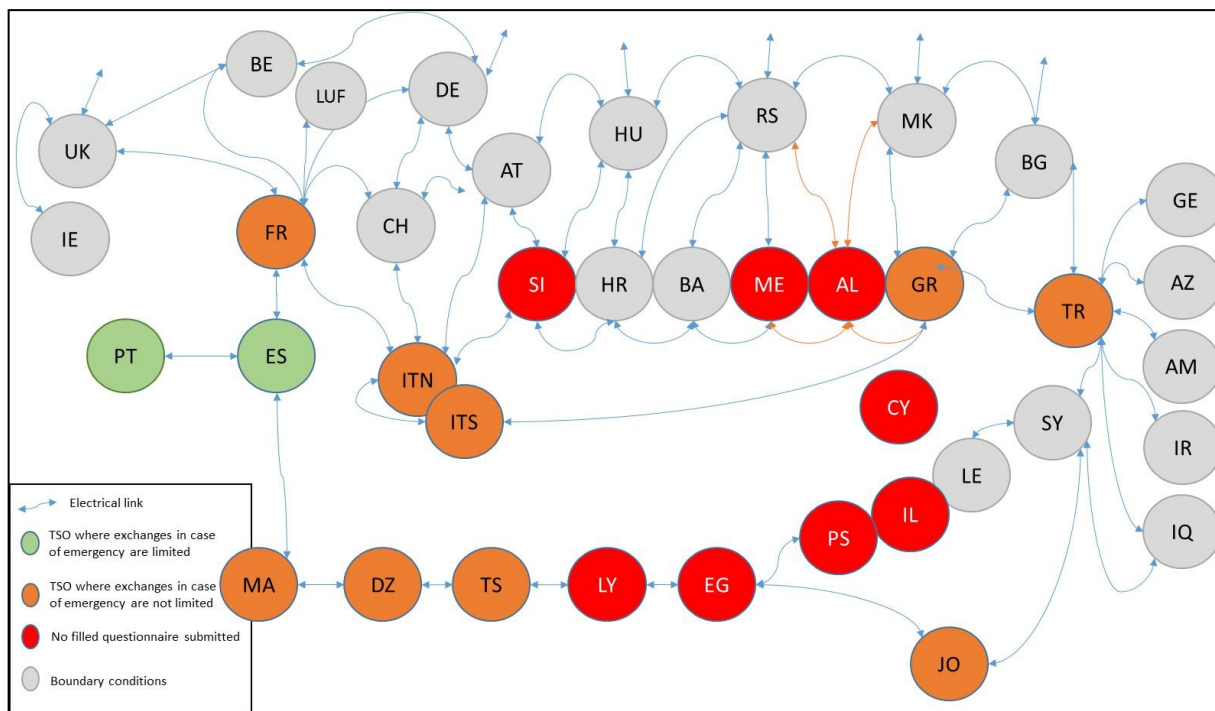 BE
LUF
DE
UK
HU
RS
MK
AT
BG
GE
IE
FR
CH
SI
HR
BA
ME
AL
GR
AZ
TR
PT
ES
ITN
AM
ITS
CY
SY
IR
LE
IL
PS
IQ
Electrical link
TSO where exchanges in case
of emergency are limited
TSO where exchanges in case
of emergency are not limited
No filled questionnaire submitted
Boundary conditions
MA
DZ
TS
LY
EG
JO